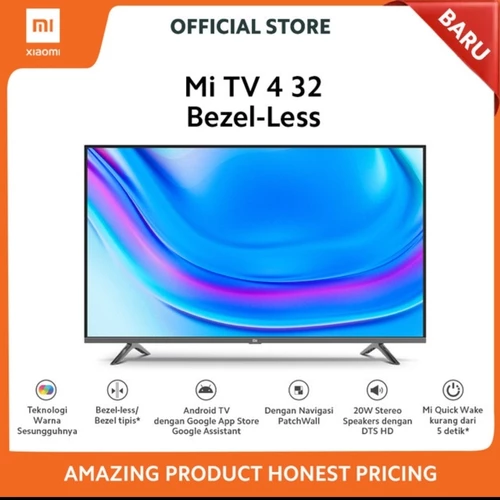 mi
xiaomi
OFFICIAL STORE
BARU
Mi TV 4 32
Bezel-Less
Teknologi
Warna
Sesungguhnya
Bezel-less/
Bezel tipis*
Android TV
dengan Google App Store
Google Assistant
Dengan Navigasi
PatchWall
20W Stereo
Speakers dengan
DTS HD
Mi Quick Wake
kurang dari
5 detik*
AMAZING PRODUCT HONEST PRICING